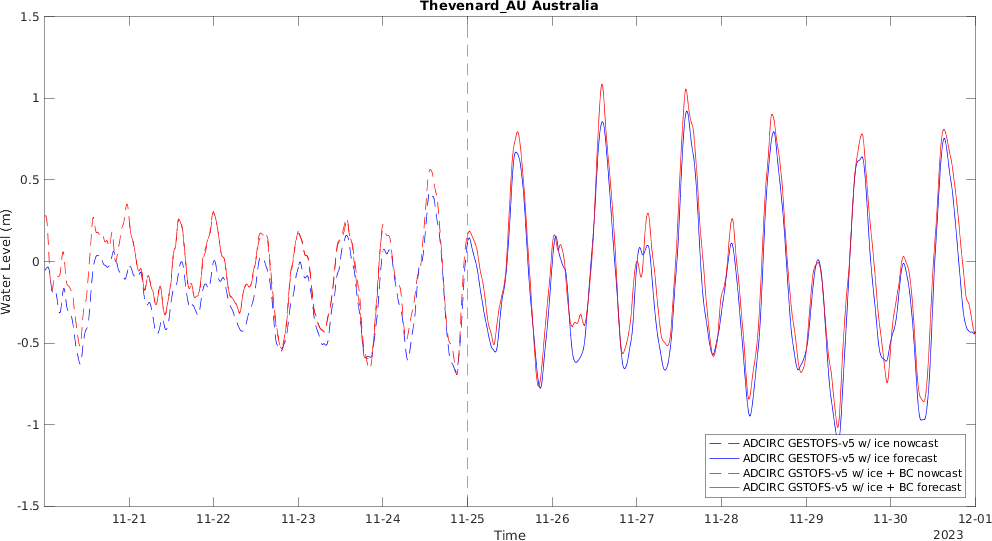 Thevenard_AU Australia
1.5
1
0.5
0
-0.5
-1
-1.5
Water Level (m)
11-21
11-22
11-23
11-24
11-25
11-26
11-27
11-28
11-29
11-30
12-01
Time
2023
ADCIRC GESTOFS-v5 w/ ice nowcast
ADCIRC GESTOFS-v5 w/ ice forecast
ADCIRC GSTOFS-v5 w/ ice + BC nowcast
ADCIRC GSTOFS-v5 w/ ice + BC forecast